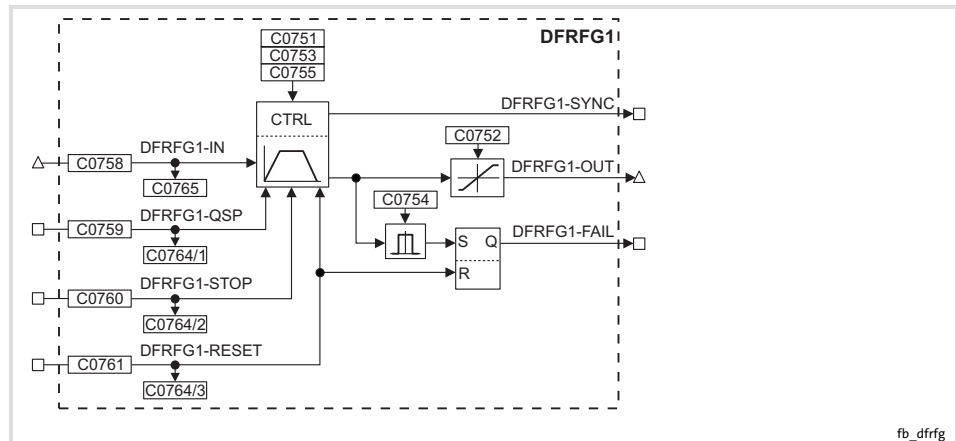 DFRFG1
C0751
C0753
C0755
CTRL
DFRFG1-SYNC
C0752
DFRFG1-IN
C0758
C0765
DFRFG1-OUT
C0754
DFRFG1-QSP
C0759
C0764/1
DFRFG1-FAIL
S Q
R
DFRFG1-STOP
C0760
C0764/2
DFRFG1-RESET
C0761
C0764/3
fb_dfrfg